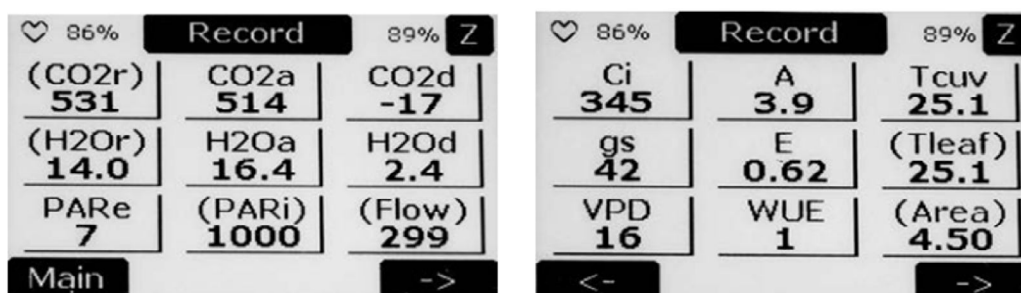 86% Record 89% Z
(CO2r) CO2a CO2d
531 514 -17
(H2Or) H2Oa H2Od
14.0 16.4 2.4
PARe (PARi) (Flow)
7 1000 299
Main ->
86% Record 89% Z
Ci A Tcuv
345 3.9 25.1
gs E (Tleaf)
42 0.62 25.1
VPD WUE (Area)
16 1 4.50
<- ->